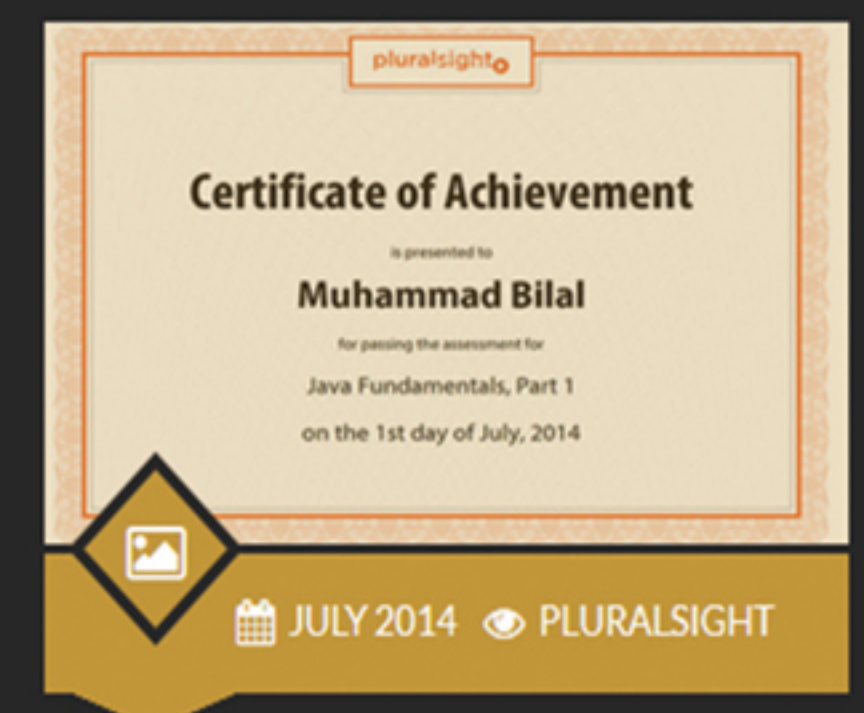 pluralsight
Certificate of Achievement
is presented to
Muhammad Bilal
for passing the assessment for
Java Fundamentals, Part 1
on the 1st day of July, 2014
JULY 2014 PLURALSIGHT